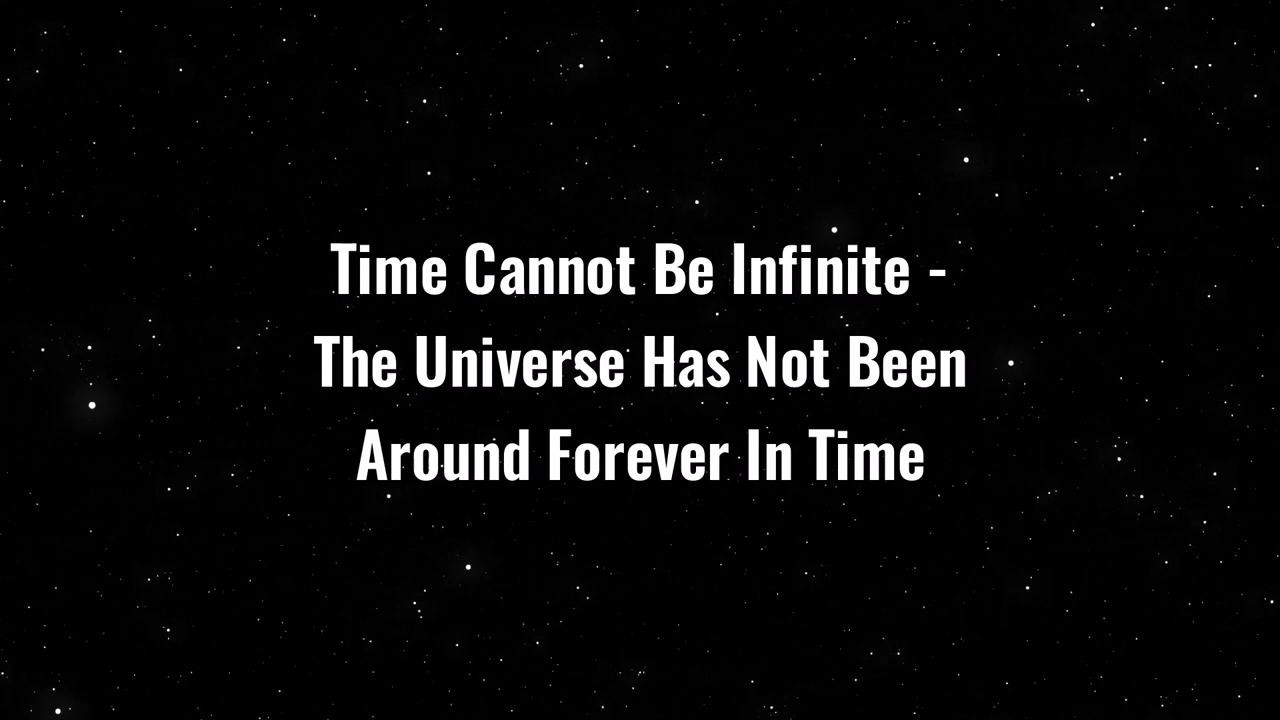 Time Cannot Be Infinite -
The Universe Has Not Been
Around Forever In Time